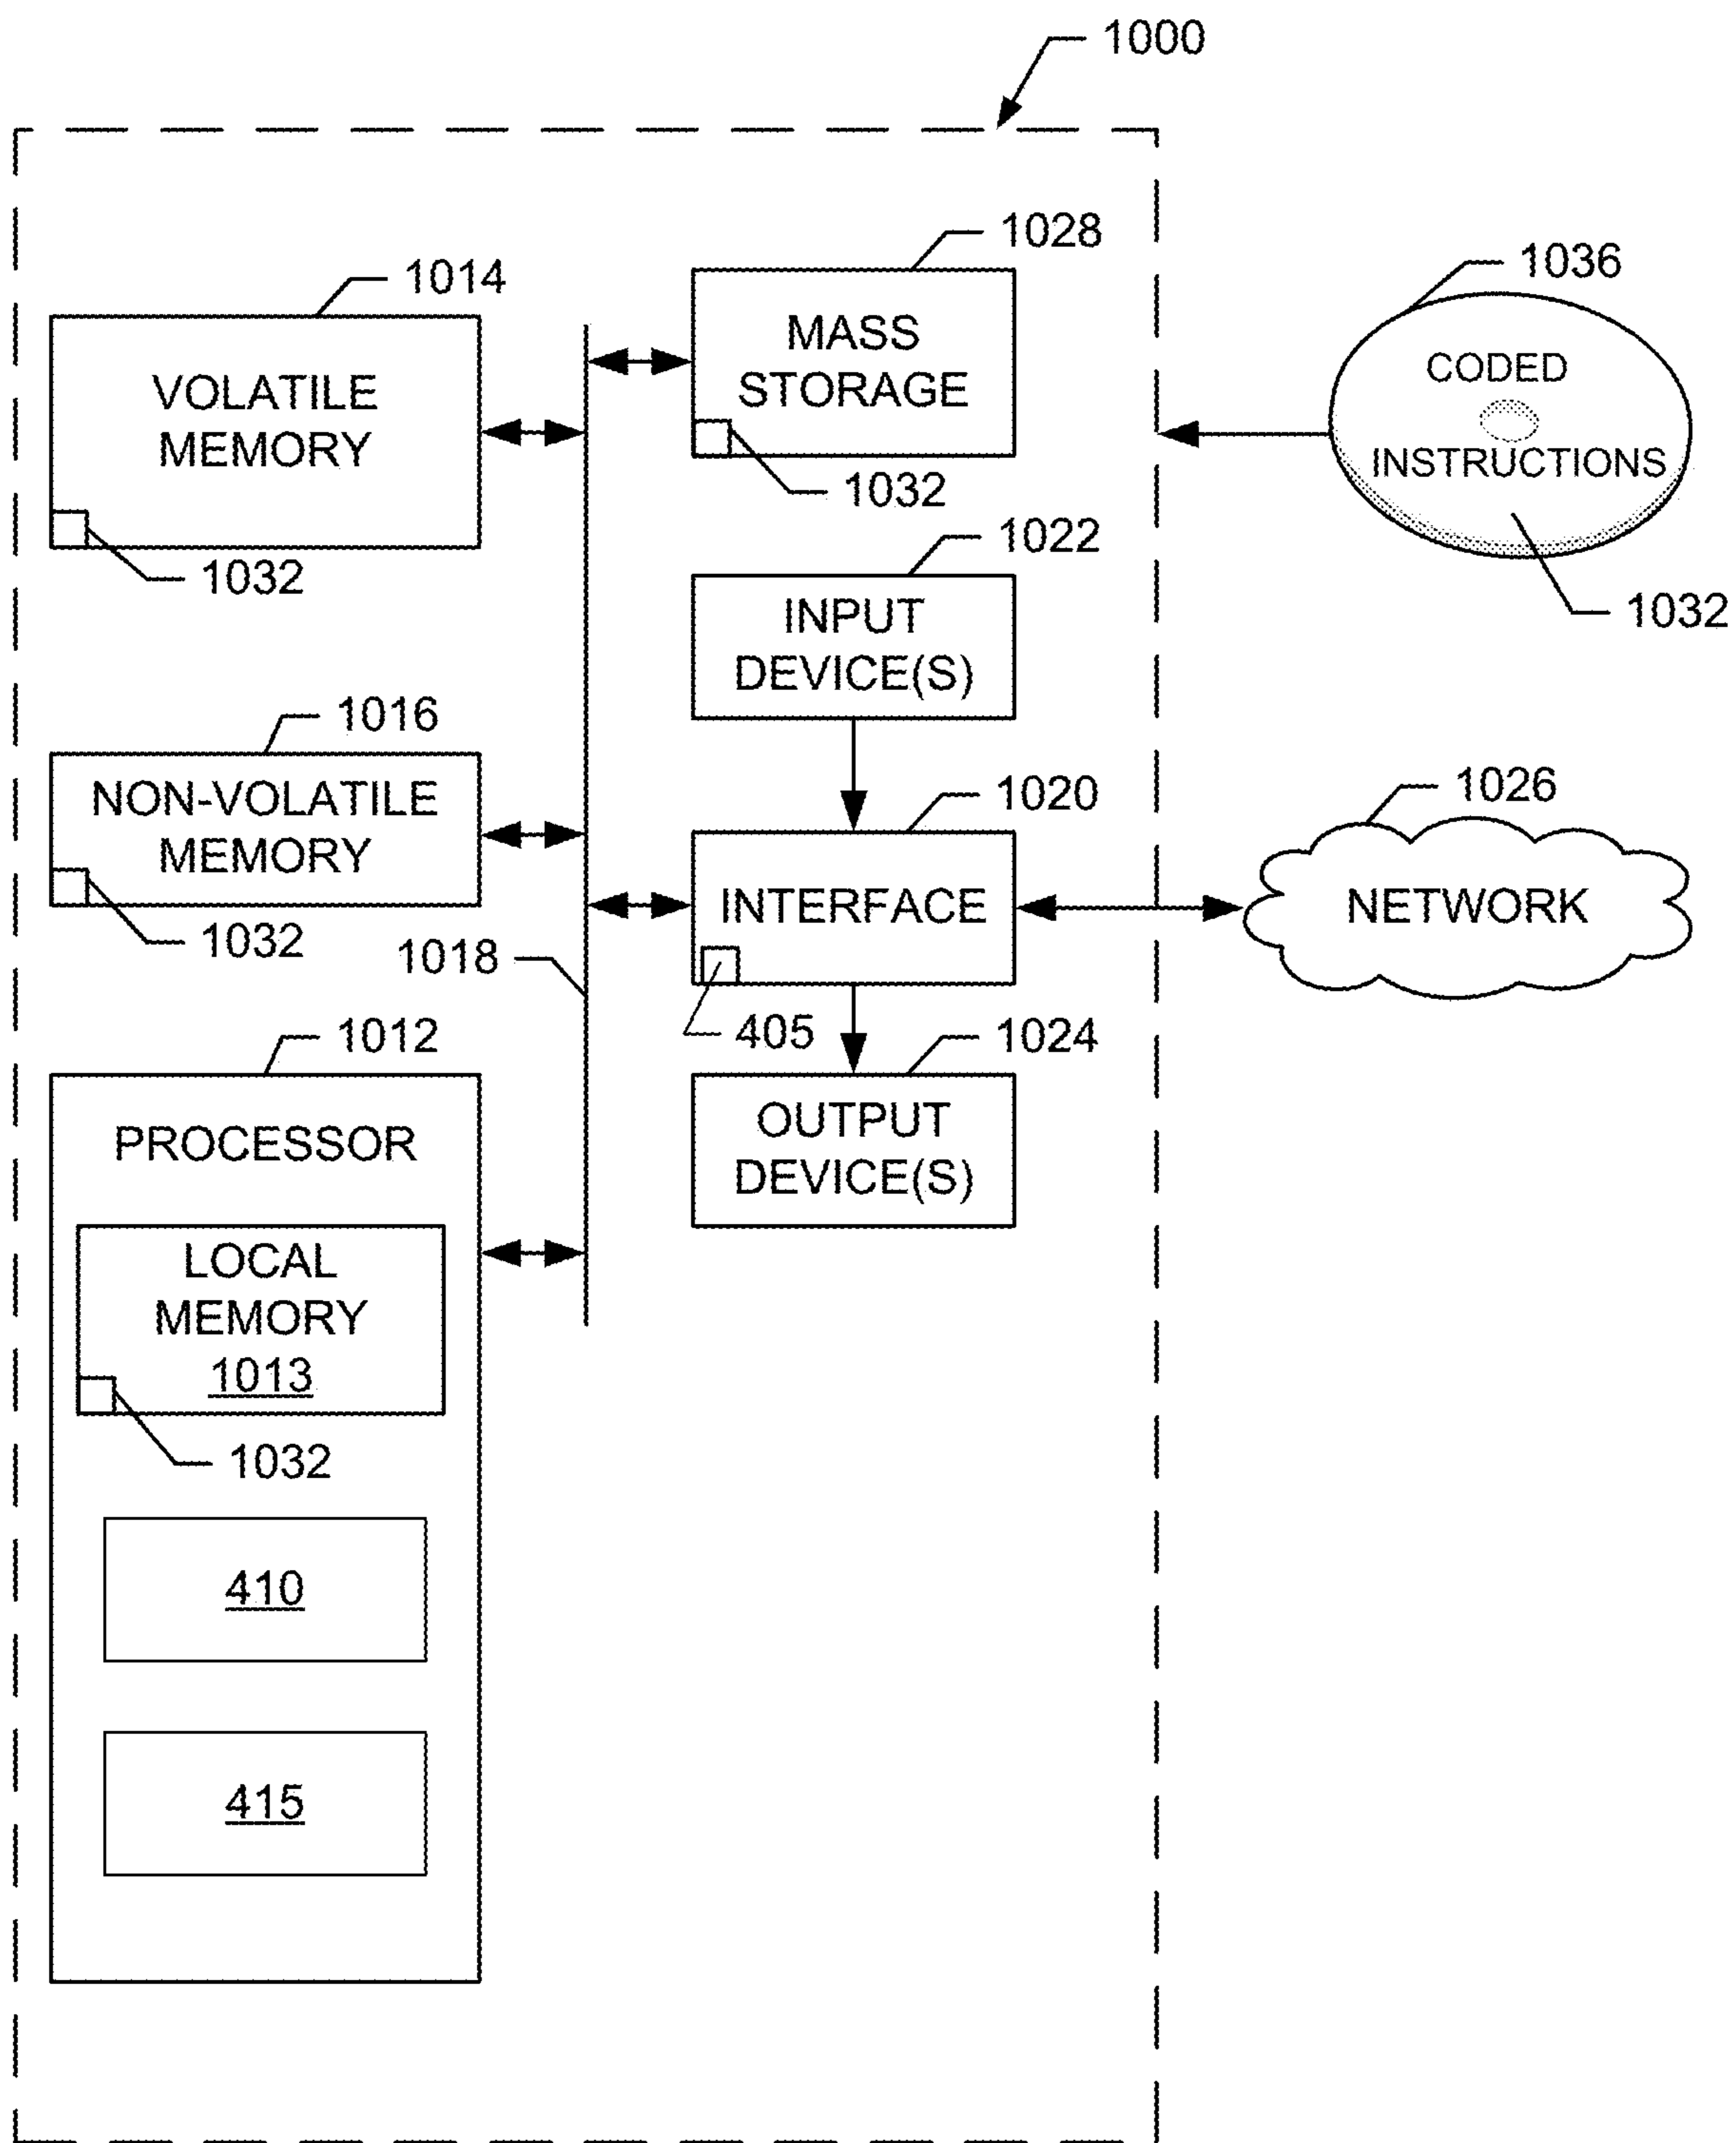 1000
1028
1014
MASS
STORAGE
1032
VOLATILE
MEMORY
1032
1036
CODED
INSTRUCTIONS
1032
1022
INPUT
DEVICE(S)
1016
NON-VOLATILE
MEMORY
1032
1020
INTERFACE
405
1026
NETWORK
1018
1012
PROCESSOR
LOCAL
MEMORY
1013
1032
1024
OUTPUT
DEVICE(S)
410
415